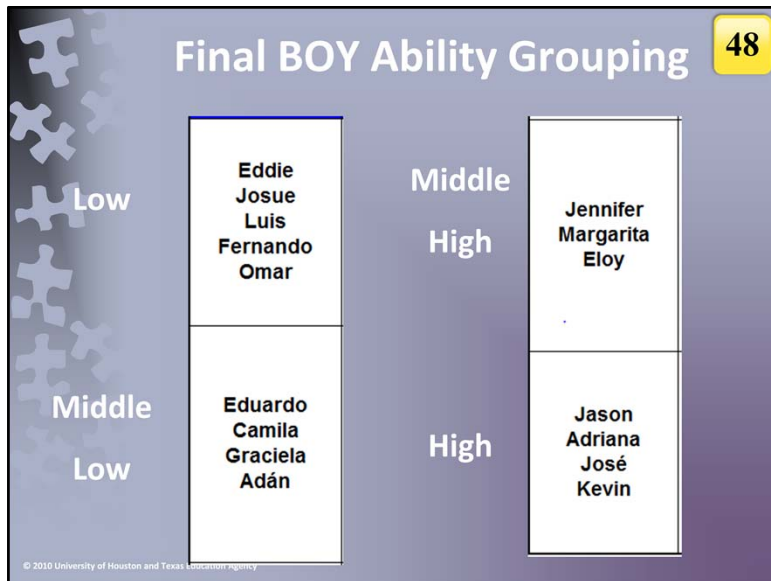 Final BOY Ability Grouping
48
Low
Eddie
Josue
Luis
Fernando
Omar
Middle
Low
Eduardo
Camila
Graciela
Adán
Middle
High
Jennifer
Margarita
Eloy
High
Jason
Adriana
José
Kevin
© 2010 University of Houston and Texas Education Agency